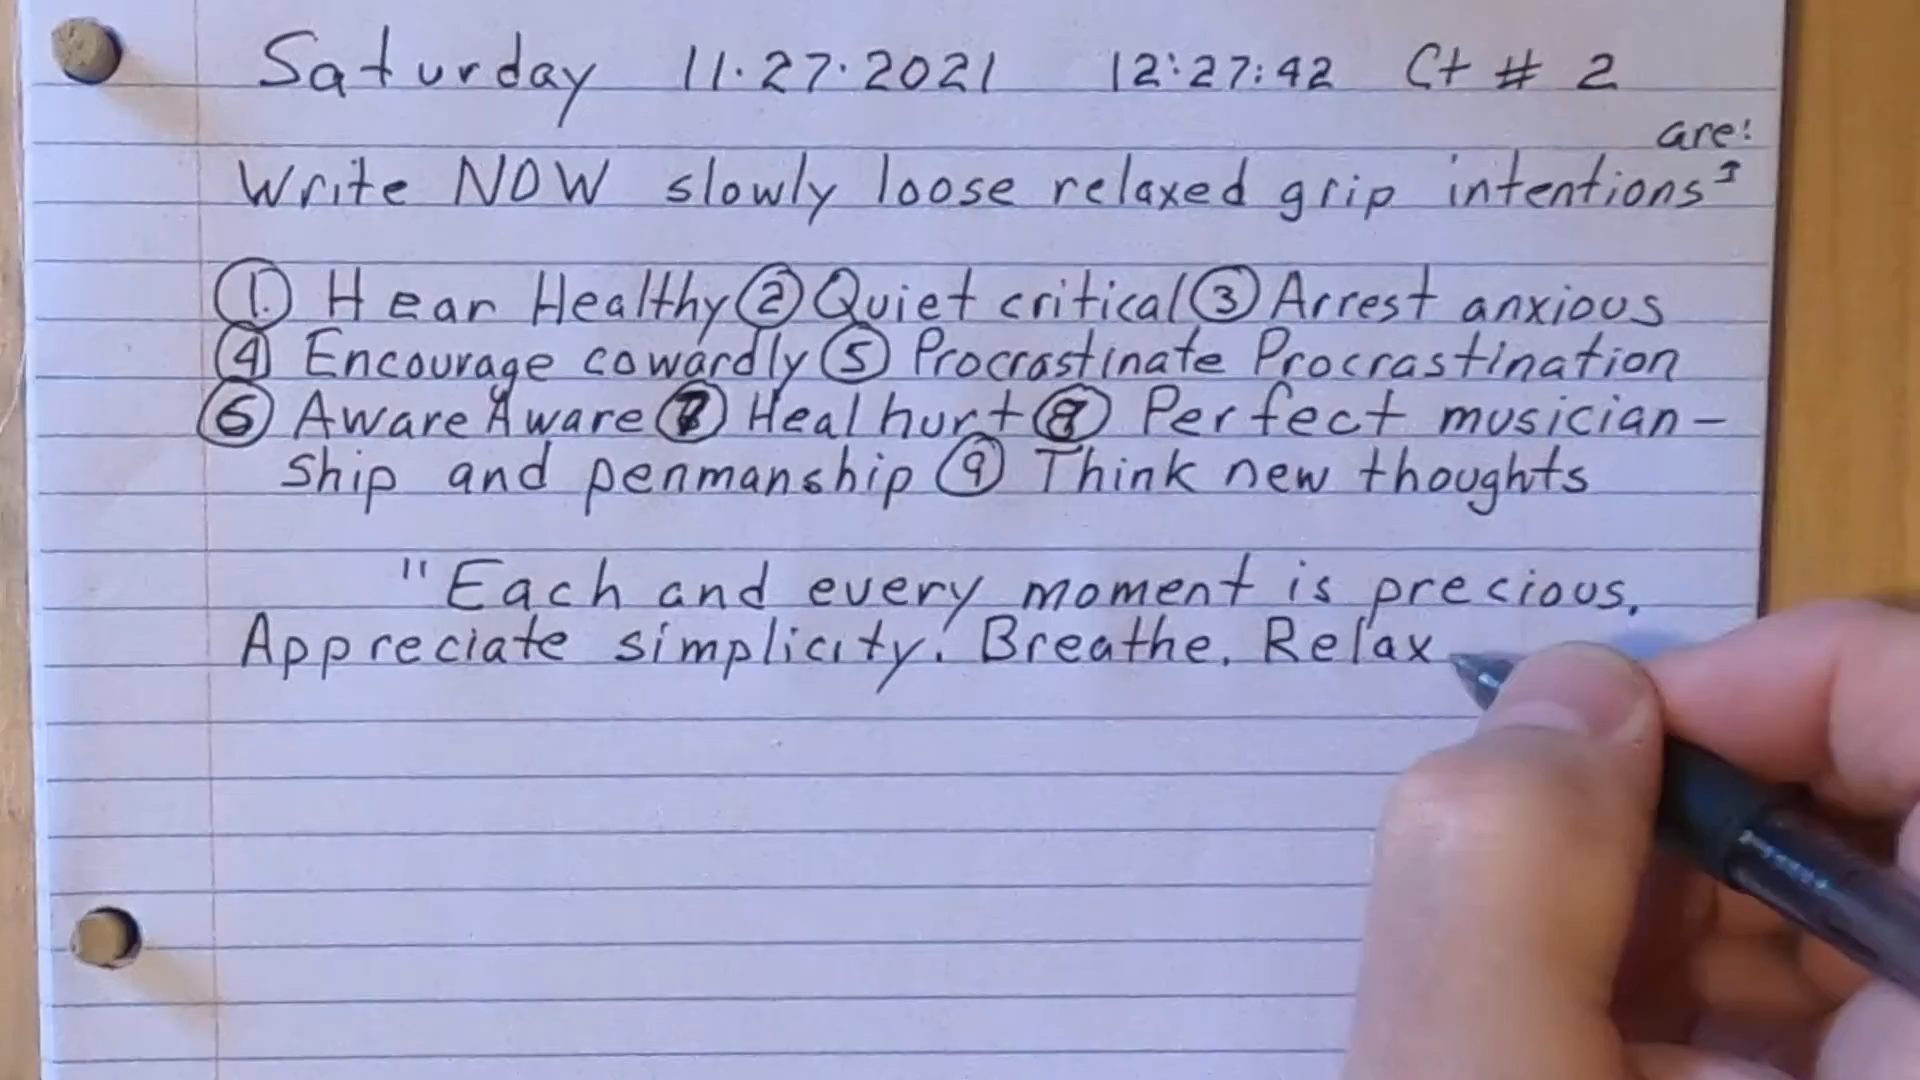 Saturday 11.27.2021 12:27:42 Ct # 2
are:
Write NOW slowly loose relaxed grip intentions³
① Hear Healthy ② Quiet critical ③ Arrest anxious
④ Encourage cowardly ⑤ Procrastinate Procrastination
⑥ Aware Aware ⑦ Heal hurt ⑧ Perfect musician-
ship and penmanship ⑨ Think new thoughts
"Each and every moment is precious.
Appreciate simplicity. Breathe. Relax